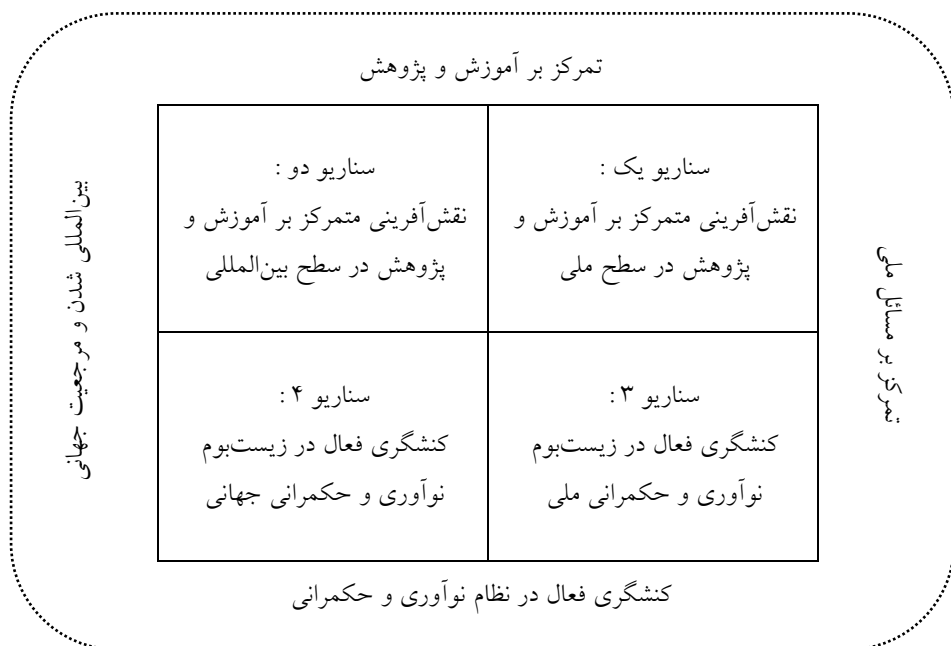 تمرکز بر آموزش و پژوهش
سناریو یک :
نقش‌آفرینی متمرکز بر آموزش و
پژوهش در سطح ملی
سناریو دو :
نقش‌آفرینی متمرکز بر آموزش و
پژوهش در سطح بین‌المللی
تمرکز بر مسائل ملی
بین‌المللی شدن و مرجعیت جهانی
سناریو ۳ :
کنشگری فعال در زیست‌بوم
نوآوری و حکمرانی ملی
سناریو ۴ :
کنشگری فعال در زیست‌بوم
نوآوری و حکمرانی جهانی
کنشگری فعال در نظام نوآوری و حکمرانی